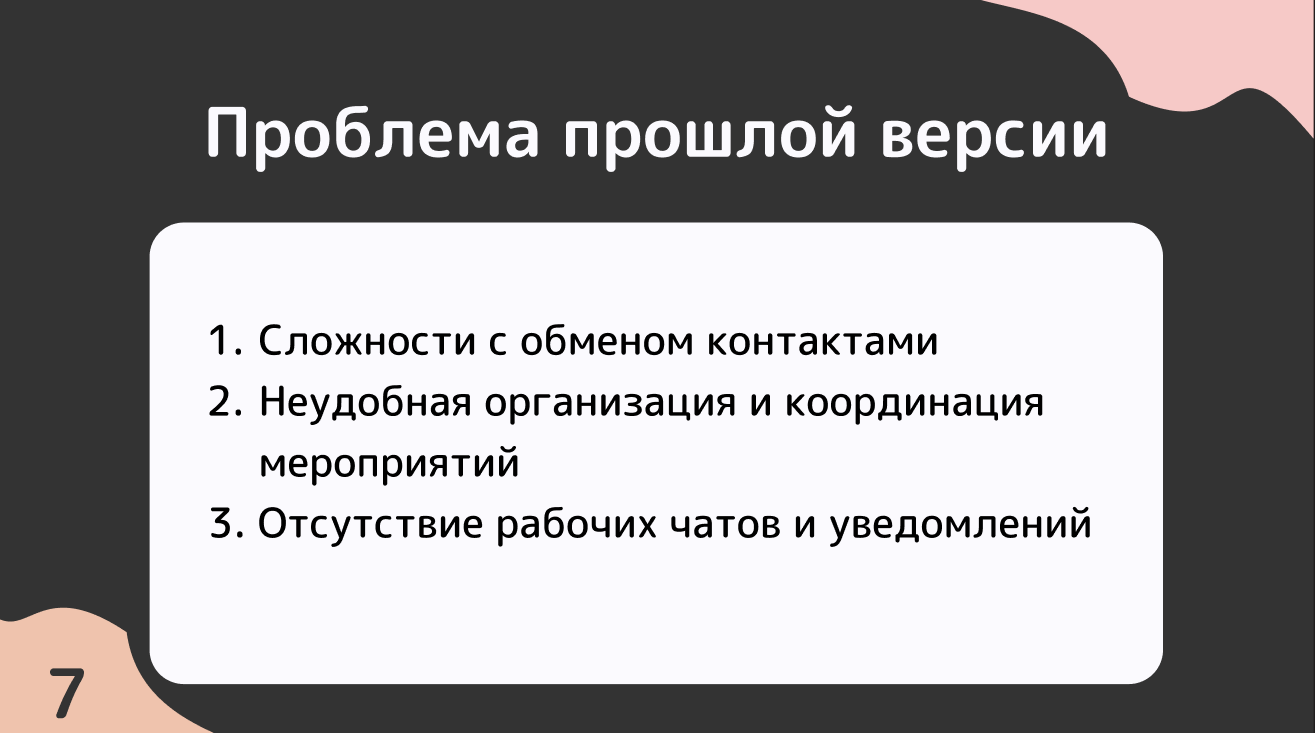 Проблема прошлой версии
1. Сложности с обменом контактами
2. Неудобная организация и координация
мероприятий
3. Отсутствие рабочих чатов и уведомлений
7